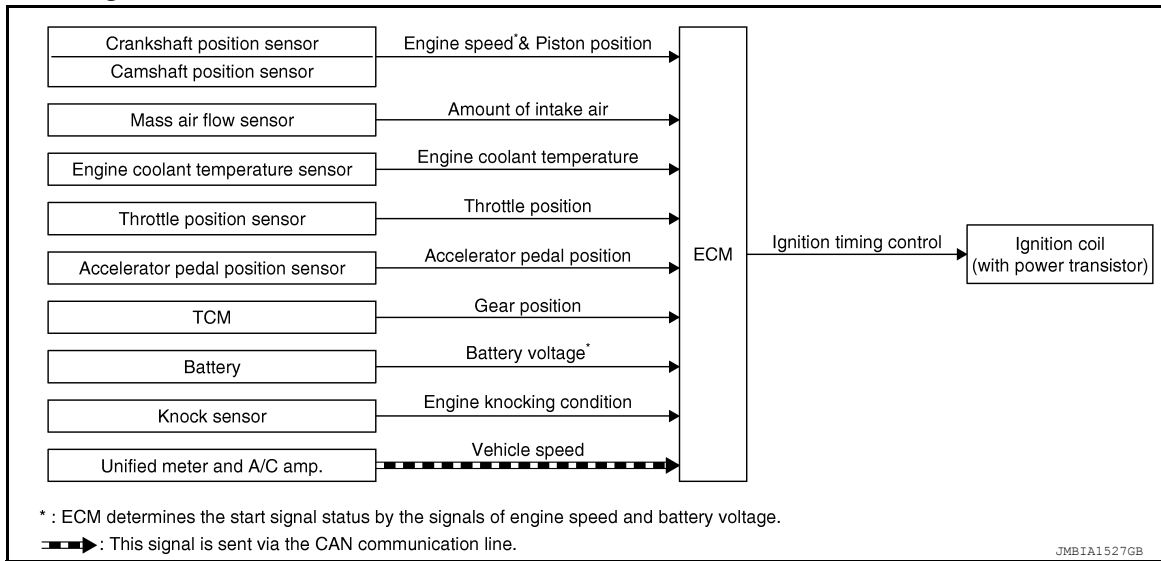 Crankshaft position sensor
Camshaft position sensor
Engine speed*& Piston position
Mass air flow sensor
Amount of intake air
Engine coolant temperature sensor
Engine coolant temperature
Throttle position sensor
Throttle position
Accelerator pedal position sensor
Accelerator pedal position
TCM
Gear position
Battery
Battery voltage*
Knock sensor
Engine knocking condition
Unified meter and A/C amp.
Vehicle speed
ECM
Ignition timing control
Ignition coil
(with power transistor)
* : ECM determines the start signal status by the signals of engine speed and battery voltage.
: This signal is sent via the CAN communication line.
JMBIA1527GB